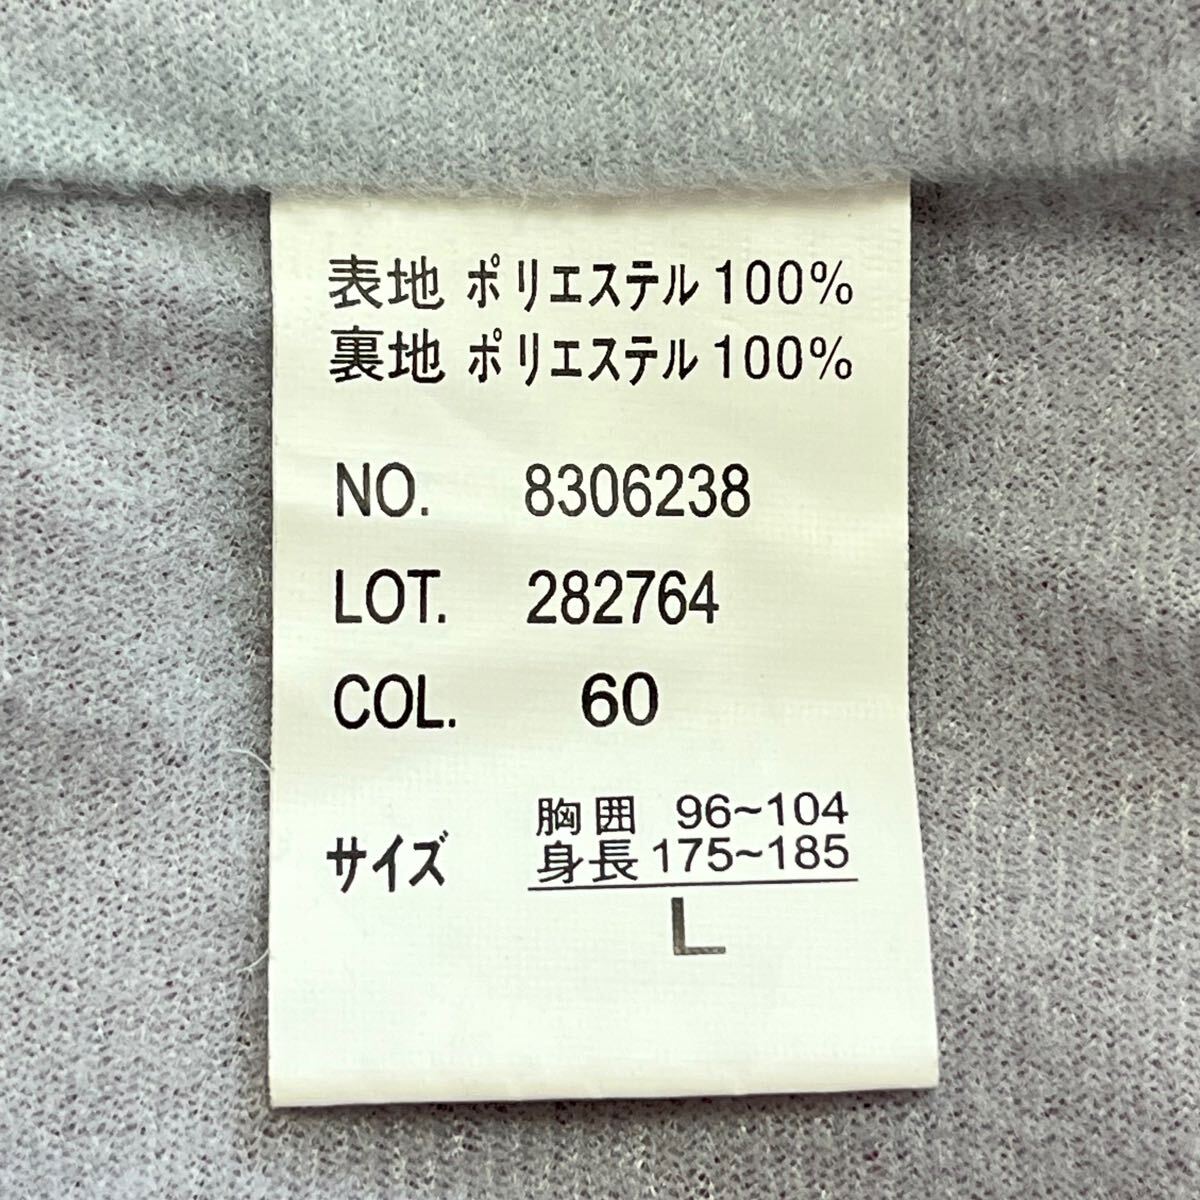 表地 ポリエステル 100%
裏地 ポリエステル 100%
NO. 8306238
LOT. 282764
COL. 60
サイズ 胸囲 96~104
身長 175~185
L